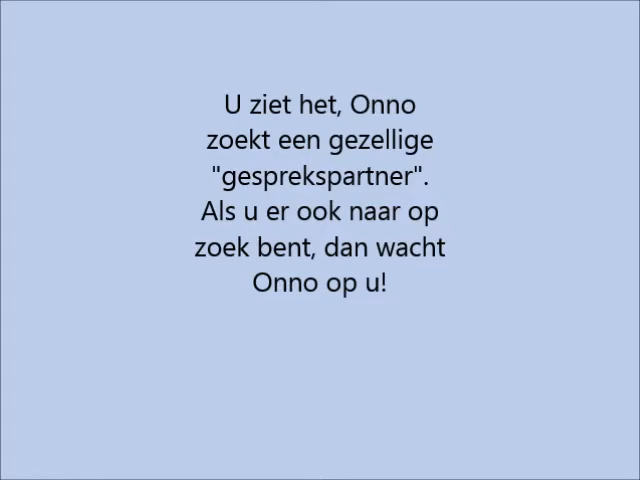 U ziet het, Onno
zoekt een gezellige
"gesprekspartner".
Als u er ook naar op
zoek bent, dan wacht
Onno op u!